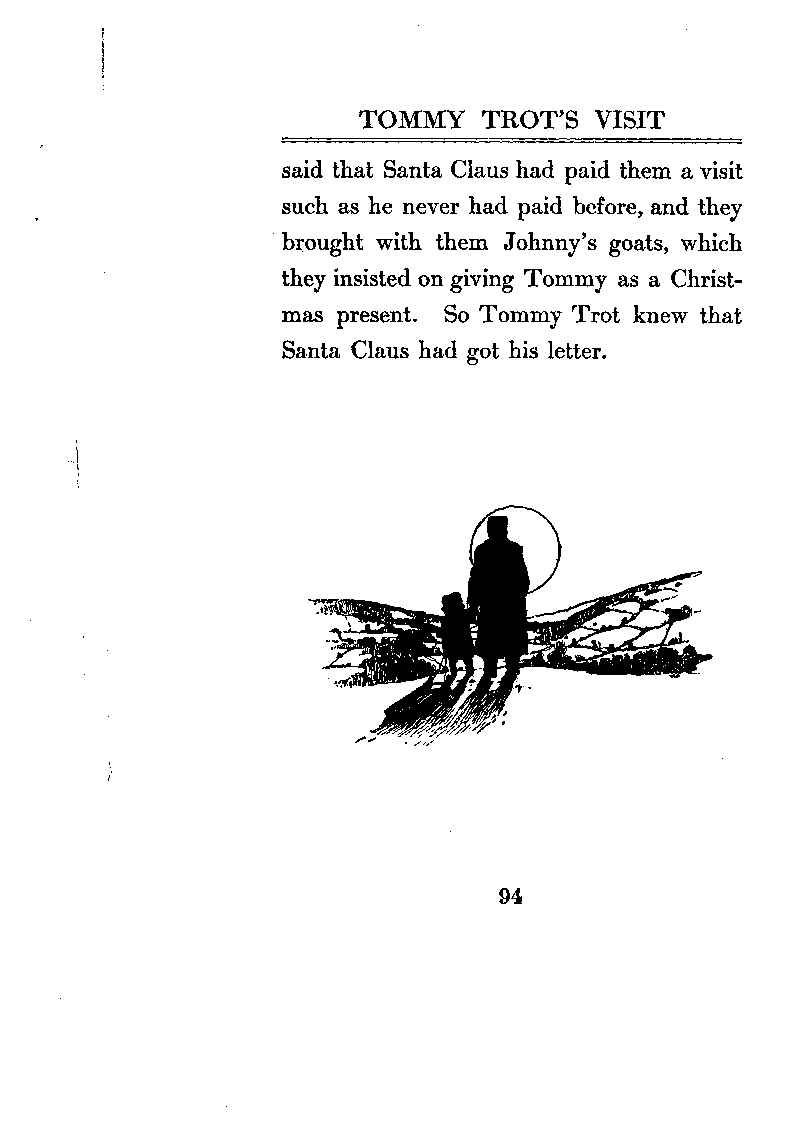 TOMMY TROT'S VISIT
said that Santa Claus had paid them a visit
such as he never had paid before, and they
brought with them Johnny's goats, which
they insisted on giving Tommy as a Christ-
mas present. So Tommy Trot knew that
Santa Claus had got his letter.
94